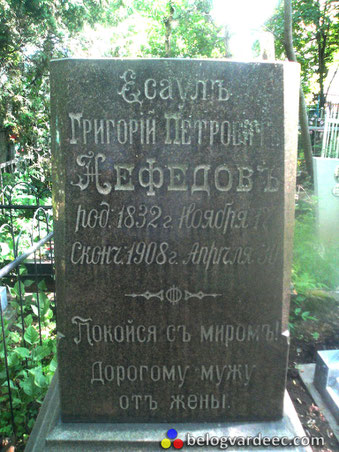 Есаулъ
Григорій Петрович
Нефедовъ
род. 1832 г. Ноября
Сконч. 1908 г. Апрѣля 30
Покойся съ миромъ!
Дорогому мужу
отъ жены.
belogvardeec.com